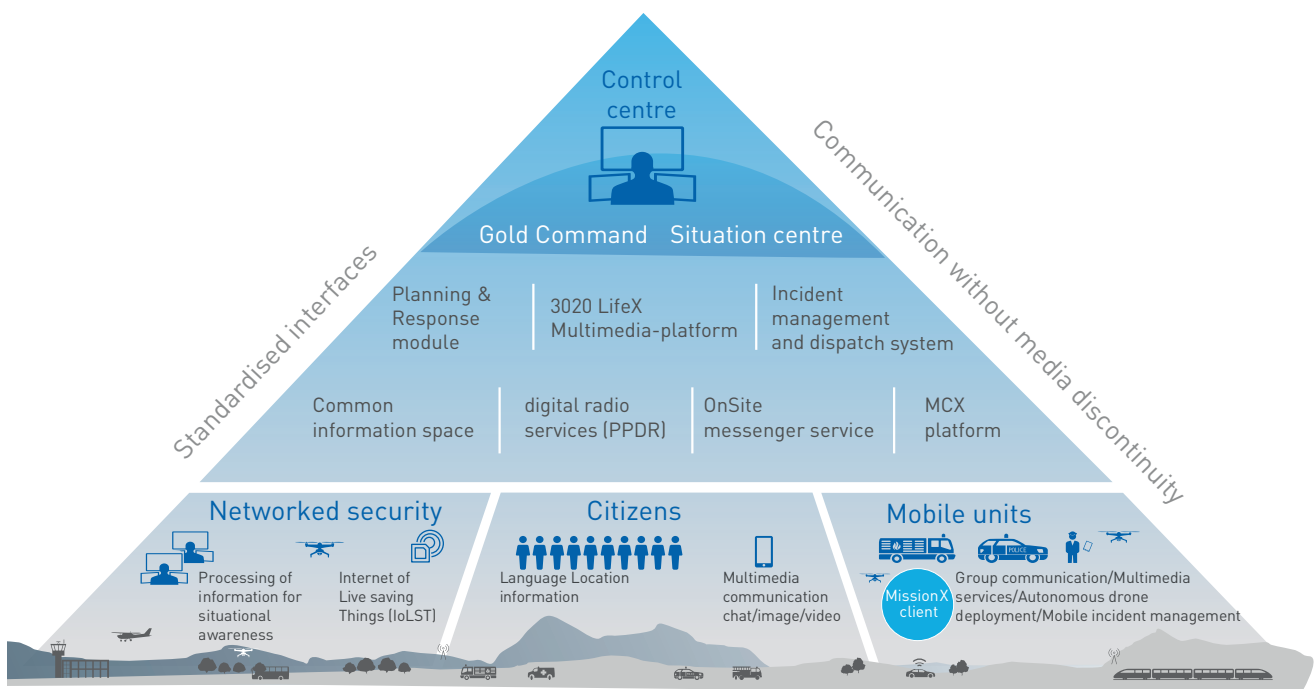 Control
centre
Gold Command
Situation centre
Standardised interfaces
Communication without media discontinuity
Planning &
Response
module
3020 LifeX
Multimedia-platform
Incident
management
and dispatch system
Common
information space
digital radio
services (PPDR)
OnSite
messenger service
MCX
platform
Networked security
Processing of
information for
situational
awareness
Internet of
Live saving
Things (IoLST)
Citizens
Language Location
information
Multimedia
communication
chat/image/video
Mobile units
POLICE
MissionX
client
Group communication/Multimedia
services/Autonomous drone
deployment/Mobile incident management